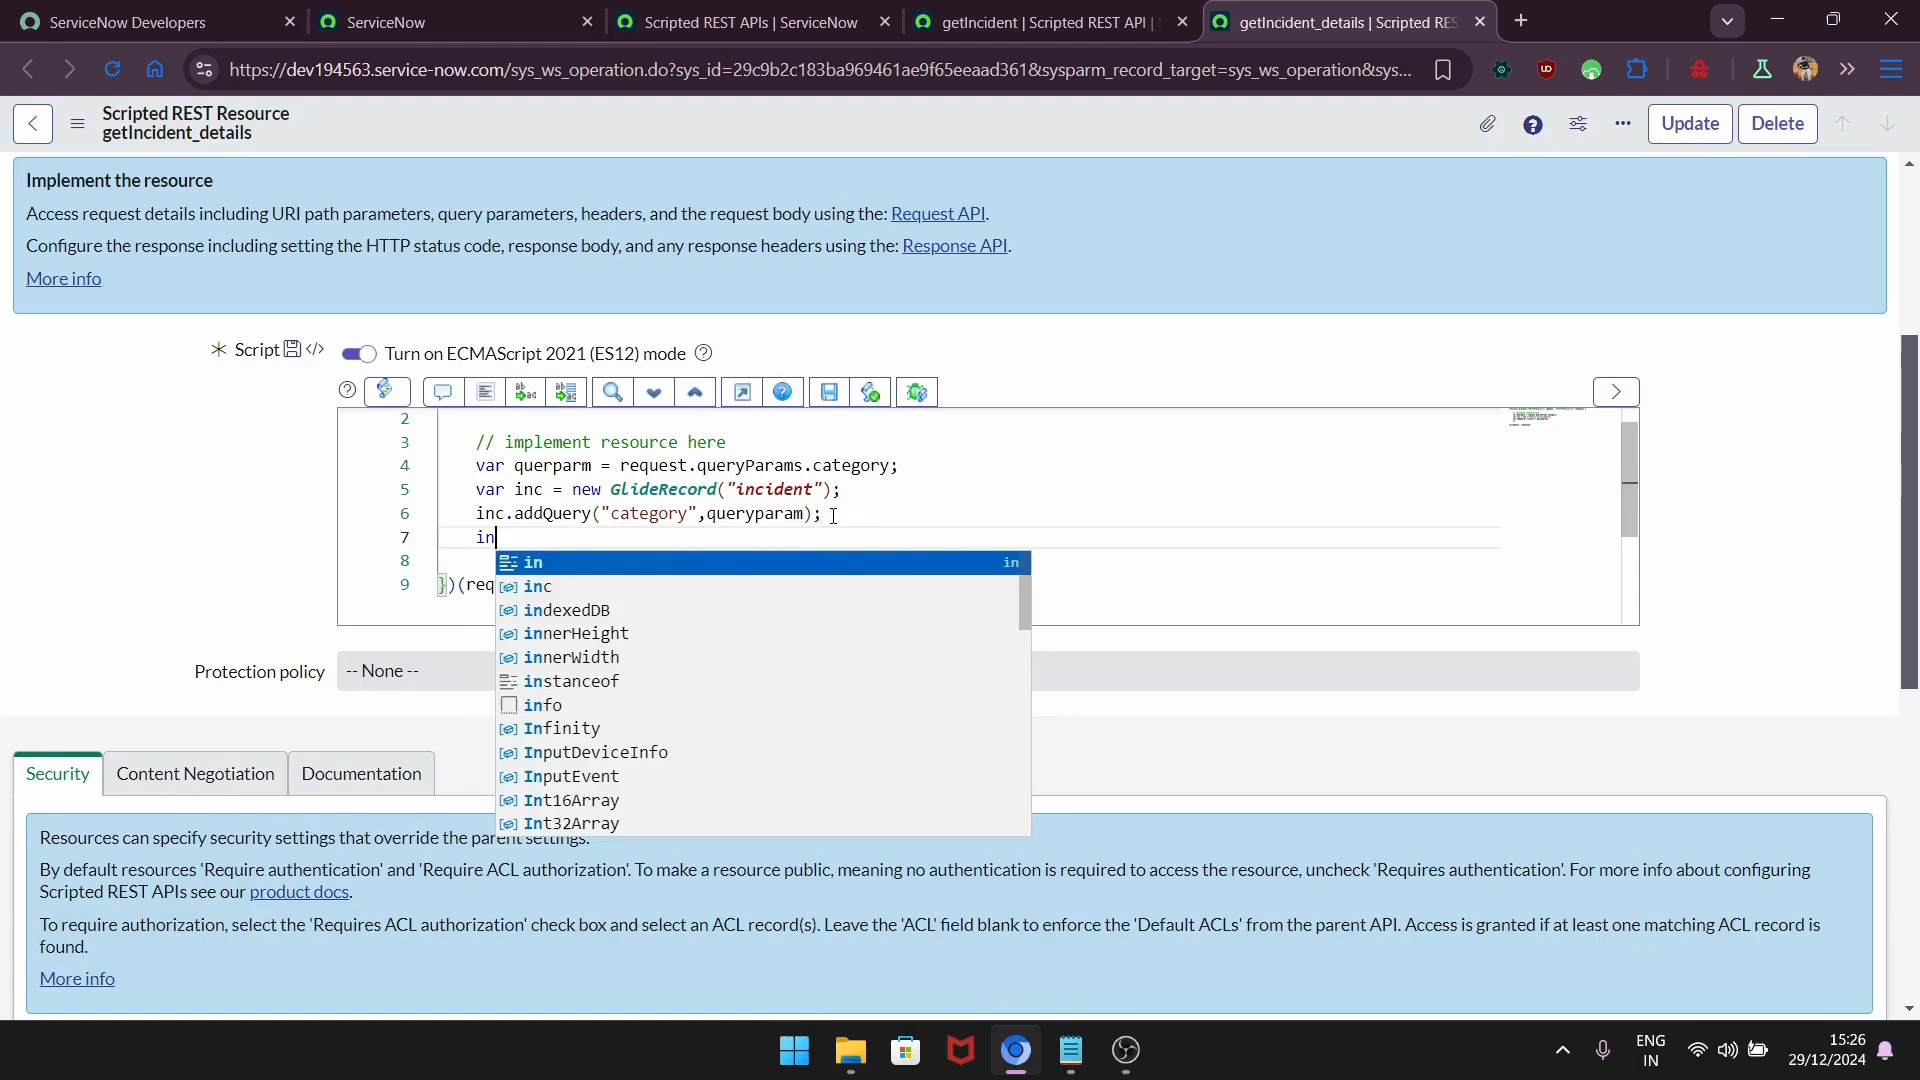 ServiceNow Developers
ServiceNow
Scripted REST APIs | ServiceNow
getIncident | Scripted REST API |
getIncident_details | Scripted RES
https://dev194563.service-now.com/sys_ws_operation.do?sys_id=29c9b2c183ba969461ae9f65eeaad361&sysparm_record_target=sys_ws_operation&sys...
Scripted REST Resource
getIncident_details
Update
Delete
Implement the resource
Access request details including URI path parameters, query parameters, headers, and the request body using the: Request API.
Configure the response including setting the HTTP status code, response body, and any response headers using the: Response API.
More info
Script
Turn on ECMAScript 2021 (ES12) mode
2
3 // implement resource here
4 var querparm = request.queryParams.category;
5 var inc = new GlideRecord("incident");
6 inc.addQuery("category",queryparam);
7 in
8
9 })(req
in in
inc
indexedDB
innerHeight
innerWidth
instanceof
info
Infinity
InputDeviceInfo
InputEvent
Int16Array
Int32Array
Protection policy
-- None --
Security
Content Negotiation
Documentation
Resources can specify security settings that override the parent settings.
By default resources 'Require authentication' and 'Require ACL authorization'. To make a resource public, meaning no authentication is required to access the resource, uncheck 'Requires authentication'. For more info about configuring
Scripted REST APIs see our product docs.
To require authorization, select the 'Requires ACL authorization' check box and select an ACL record(s). Leave the 'ACL' field blank to enforce the 'Default ACLs' from the parent API. Access is granted if at least one matching ACL record is
found.
More info
ENG
IN
15:26
29/12/2024